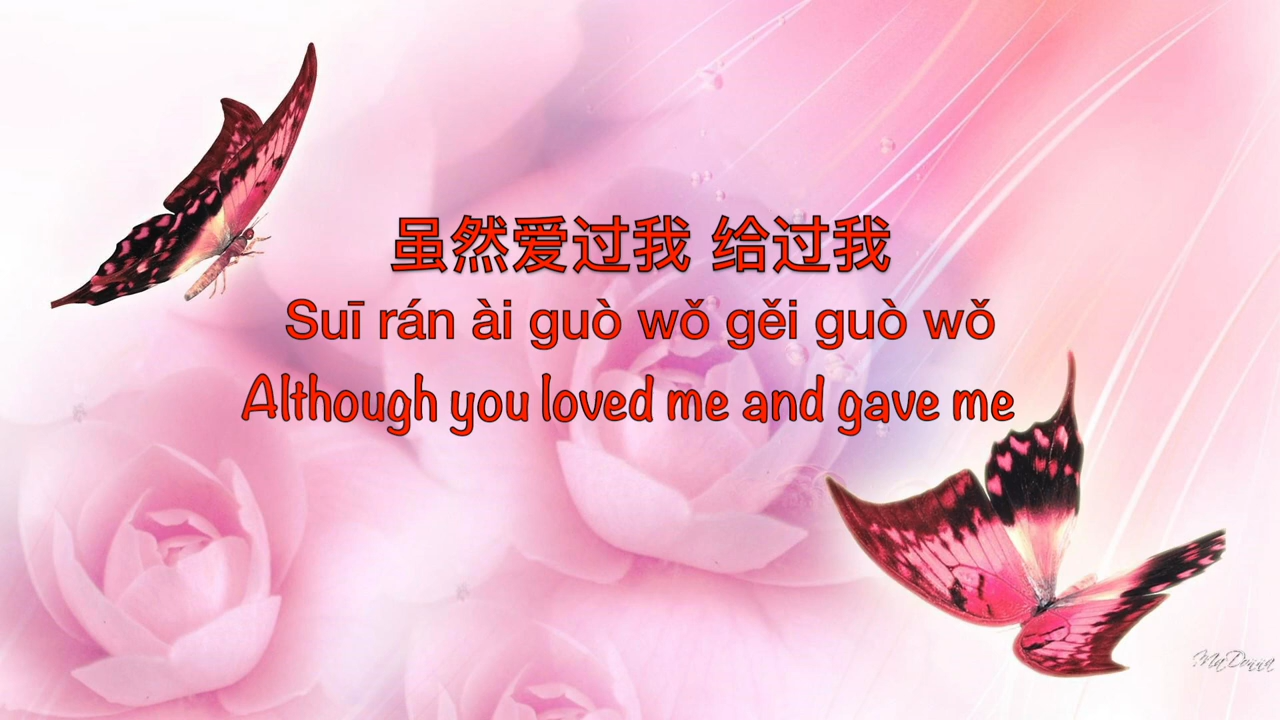 虽然爱过我 给过我
Suī rán ài guò wǒ gěi guò wǒ
Although you loved me and gave me
MaDonna